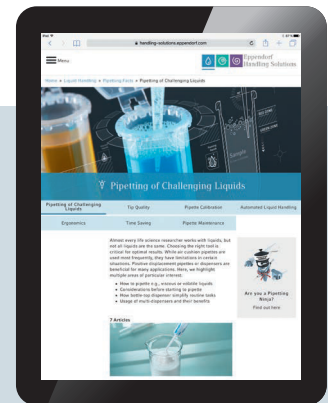 iPad
handling-solutions.eppendorf.com
Menu
Eppendorf
Handling Solutions
Home » Liquid Handling » Pipetting Facts » Pipetting of Challenging Liquids
Sample
Pipetting of Challenging Liquids
Pipetting of Challenging
Liquids
Tip Quality
Pipette Calibration
Automated Liquid Handling
Ergonomics
Time Saving
Pipette Maintenance
Almost every life science researcher works with liquids, but
not all liquids are the same. Choosing the right tool is
critical for optimal results. While air cushion pipettes are
used most frequently, they have limitations in certain
situations. Positive displacement pipettes or dispensers are
beneficial for many applications. Here, we highlight
multiple areas of particular interest:
• How to pipette e.g., viscous or volatile liquids
• Considerations before starting to pipette
• How bottle-top dispenser simplify routine tasks
• Usage of multi-dispensers and their benefits
Are you a Pipetting
Ninja?
Find out here
7 Articles